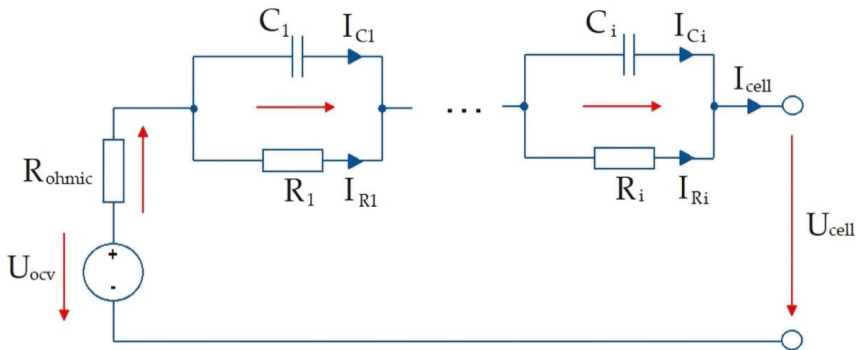 C1
IC1
Ci
ICi
Icell
...
Rohmic
R1
IR1
Ri
IRi
Uocv
+
-
Ucell